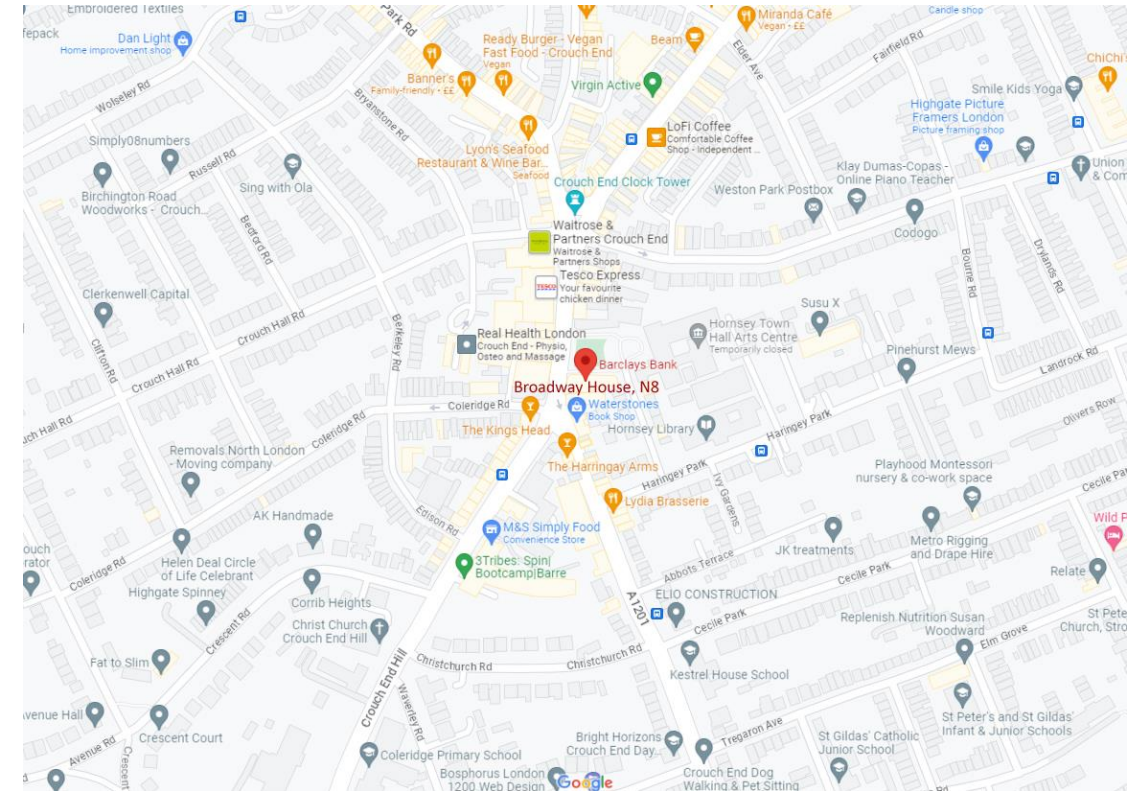 Embroidered Textiles
Dan Light
Home improvement shop
Wolseley Rd
Simply08numbers
Russell Rd
Birchington Road
Woodworks - Crouch...
Sing with Ola
Bedford Rd
Clerkenwell Capital
Clifton Rd
Crouch Hall Rd
Crouch Hall Rd
Bryanstone Rd
Park Rd
Ready Burger - Vegan
Fast Food - Crouch End
Vegan
Banner's
Family-friendly • ££
Lyon's Seafood
Restaurant & Wine Bar...
Seafood
Virgin Active
Beam
Miranda Café
Vegan • ££
Elder Ave
Candle shop
Fairfield Rd
ChiChi's
Smile Kids Yoga
Highgate Picture
Framers London
Picture framing shop
LoFi Coffee
Comfortable Coffee
Shop - Independent ...
Crouch End Clock Tower
Klay Dumas-Copas -
Online Piano Teacher
Weston Park Postbox
Union
& Com
Codogo
Waitrose &
Partners Crouch End
Waitrose &
Partners Shops
TESCO
Tesco Express
Your favourite
chicken dinner
Bourne Rd
Drylands Rd
Real Health London
Crouch End - Physio,
Osteo and Massage
Berkeley Rd
Hornsey Town
Hall Arts Centre
Temporarily closed
Susu X
Pinehurst Mews
Landrock Rd
Barclays Bank
Broadway House, N8
Coleridge Rd
Coleridge Rd
The Kings Head
Waterstones
Book Shop
Hornsey Library
Haringey Park
Olivers Row
The Harringay Arms
Haringey Park
Ivy Gardens
Lydia Brasserie
Playhood Montessori
nursery & co-work space
Cecile Pa
Removals North London
- Moving company
AK Handmade
Edison Rd
M&S Simply Food
Convenience Store
3Tribes: Spin|
Bootcamp|Barre
Abbots Terrace
JK treatments
Metro Rigging
and Drape Hire
Wild P
Coleridge Rd
Helen Deal Circle
of Life Celebrant
Highgate Spinney
Corrib Heights
Christ Church
Crouch End Hill
Crescent Rd
Fat to Slim
A1201
ELIO CONSTRUCTION
Cecile Park
Cecile Park
Relate
Replenish Nutrition Susan
Woodward
Elm Grove
St Pete
Church, Stro
Christchurch Rd
Christchurch Rd
Kestrel House School
Crouch End Hill
Waverley Rd
Avenue Hall
Crescent Court
Avenue Rd
Crescent
Coleridge Primary School
Bosphorus London
1200 Web Design
Google
Bright Horizons
Crouch End Day...
Tregaron Ave
Crouch End Dog
Walking & Pet Sitting
St Gildas' Catholic
Junior School
St Peter's and St Gildas'
Infant & Junior Schools